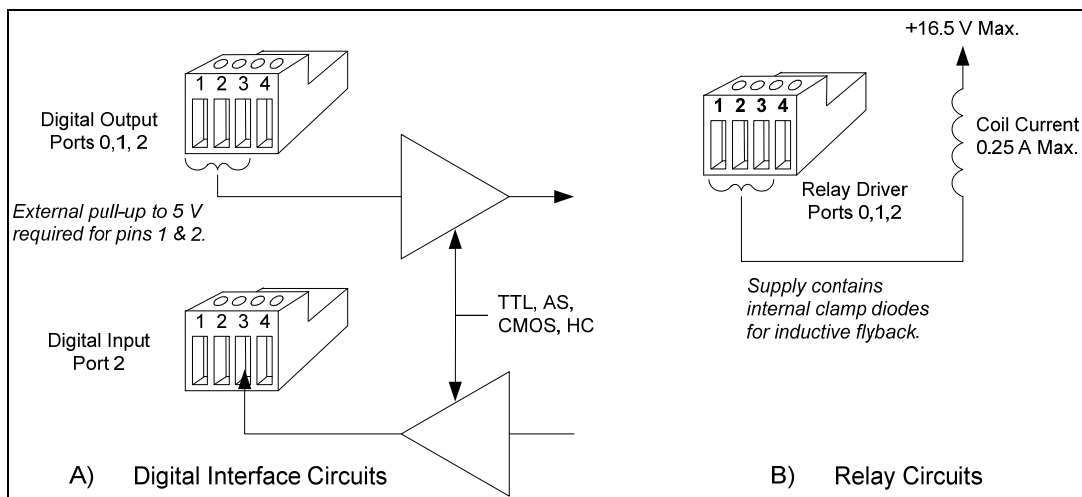 1 2 3 4
Digital Output
Ports 0,1, 2
External pull-up to 5 V
required for pins 1 & 2.
1 2 3 4
Digital Input
Port 2
TTL, AS,
CMOS, HC
A) Digital Interface Circuits
+16.5 V Max.
1 2 3 4
Coil Current
0.25 A Max.
Relay Driver
Ports 0,1,2
Supply contains
internal clamp diodes
for inductive flyback.
B) Relay Circuits